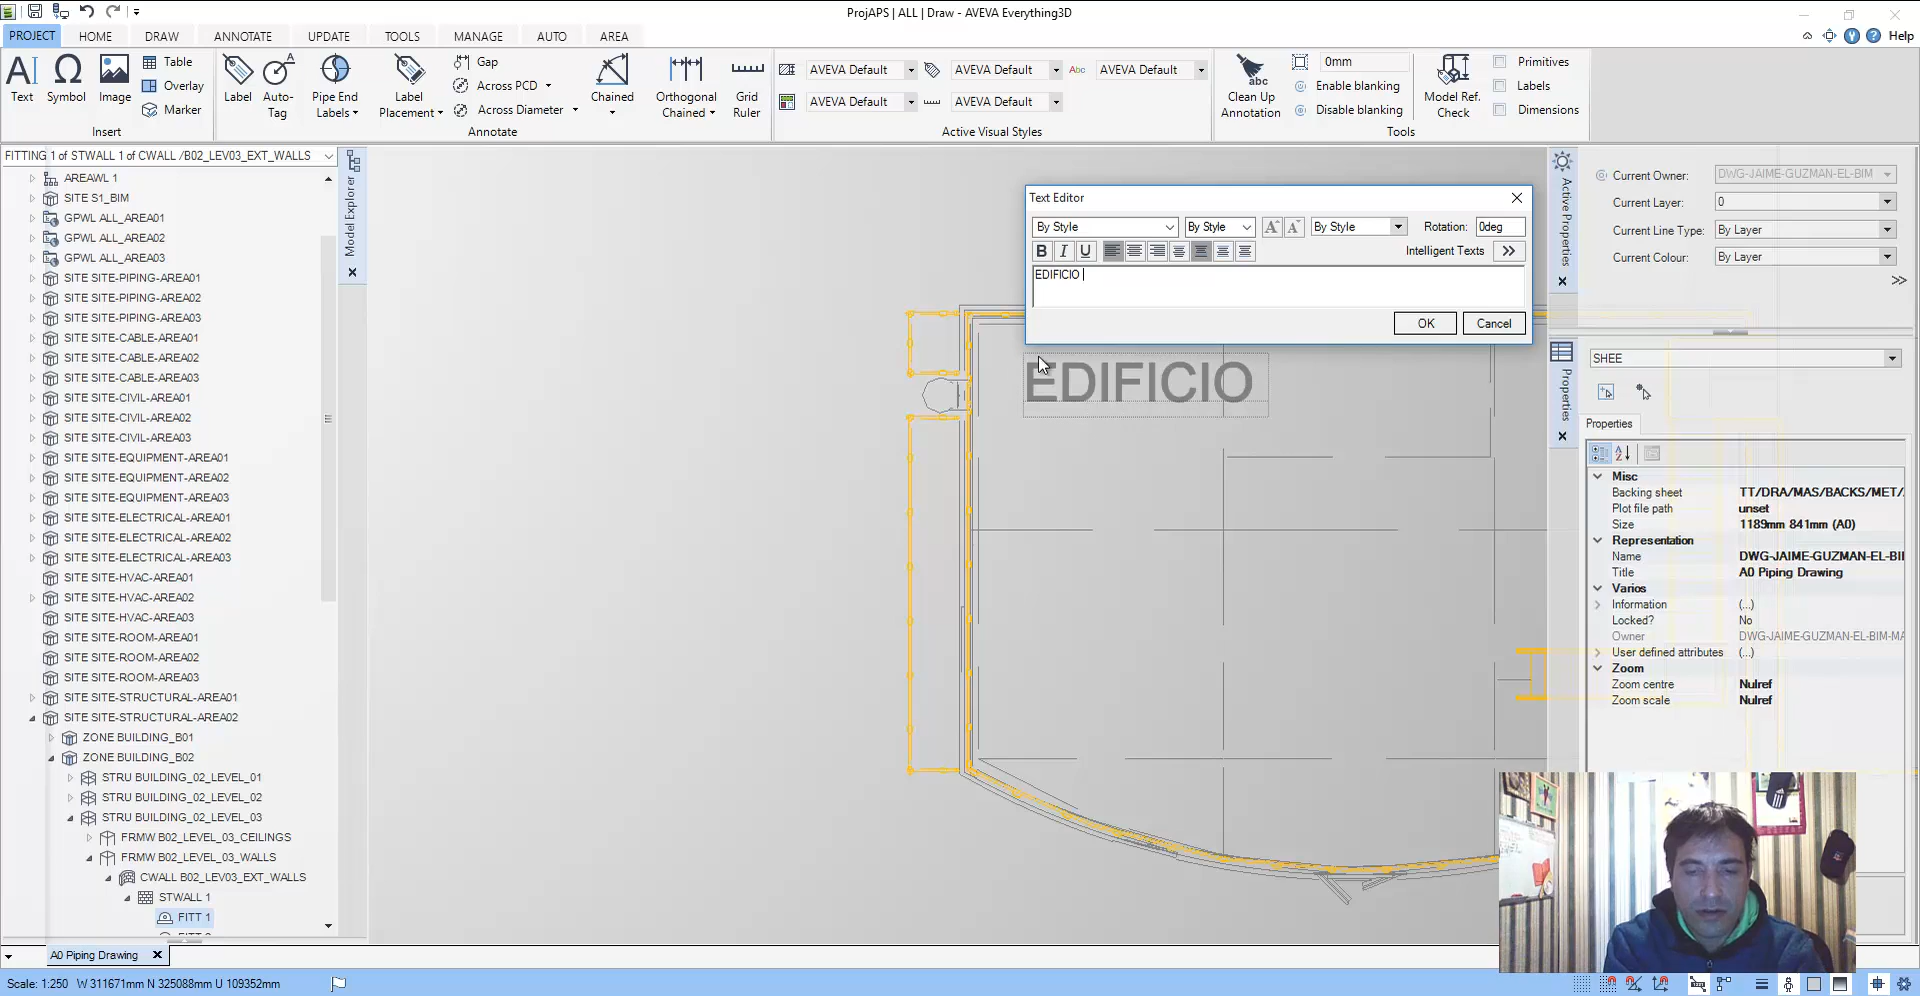 ProjAPS | ALL | Draw - AVEVA Everything3D
PROJECT HOME DRAW ANNOTATE UPDATE TOOLS MANAGE AUTO AREA Help
Text Symbol Image Table Overlay Marker
Insert
Label Auto-Tag Pipe End Labels Label Placement Gap Across PCD Across Diameter Chained Orthogonal Chained Grid Ruler
Annotate
AVEVA Default AVEVA Default Abc AVEVA Default
AVEVA Default AVEVA Default
Active Visual Styles
abc Clean Up Annotation 0mm Enable blanking Disable blanking Model Ref. Check Primitives Labels Dimensions
Tools
FITTING 1 of STWALL 1 of CWALL /B02_LEV03_EXT_WALLS
Model Explorer
AREAWL 1
SITE S1_BIM
GPWL ALL_AREA01
GPWL ALL_AREA02
GPWL ALL_AREA03
SITE SITE-PIPING-AREA01
SITE SITE-PIPING-AREA02
SITE SITE-PIPING-AREA03
SITE SITE-CABLE-AREA01
SITE SITE-CABLE-AREA02
SITE SITE-CABLE-AREA03
SITE SITE-CIVIL-AREA01
SITE SITE-CIVIL-AREA02
SITE SITE-CIVIL-AREA03
SITE SITE-EQUIPMENT-AREA01
SITE SITE-EQUIPMENT-AREA02
SITE SITE-EQUIPMENT-AREA03
SITE SITE-ELECTRICAL-AREA01
SITE SITE-ELECTRICAL-AREA02
SITE SITE-ELECTRICAL-AREA03
SITE SITE-HVAC-AREA01
SITE SITE-HVAC-AREA02
SITE SITE-HVAC-AREA03
SITE SITE-ROOM-AREA01
SITE SITE-ROOM-AREA02
SITE SITE-ROOM-AREA03
SITE SITE-STRUCTURAL-AREA01
SITE SITE-STRUCTURAL-AREA02
ZONE BUILDING_B01
ZONE BUILDING_B02
STRU BUILDING_02_LEVEL_01
STRU BUILDING_02_LEVEL_02
STRU BUILDING_02_LEVEL_03
FRMW B02_LEVEL_03_CEILINGS
FRMW B02_LEVEL_03_WALLS
CWALL B02_LEV03_EXT_WALLS
STWALL 1
FITT 1
Text Editor
By Style By Style By Style Rotation: 0deg
B I U Intelligent Texts
EDIFICIO
OK Cancel
EDIFICIO
Active Properties
Current Owner: DWG-JAIME-GUZMAN-EL-BIM
Current Layer: 0
Current Line Type: By Layer
Current Colour: By Layer
Properties
SHEE
Properties
Misc
Backing sheet TT/DRA/MAS/BACKS/MET/
Plot file path unset
Size 1189mm 841mm (A0)
Representation
Name DWG-JAIME-GUZMAN-EL-BI
Title A0 Piping Drawing
Varios
Information (...)
Locked? No
Owner DWG-JAIME-GUZMAN-EL-BIM-MA
User defined attributes (...)
Zoom
Zoom centre Nulref
Zoom scale Nulref
A0 Piping Drawing
Scale: 1:250 W 311671mm N 325088mm U 109352mm